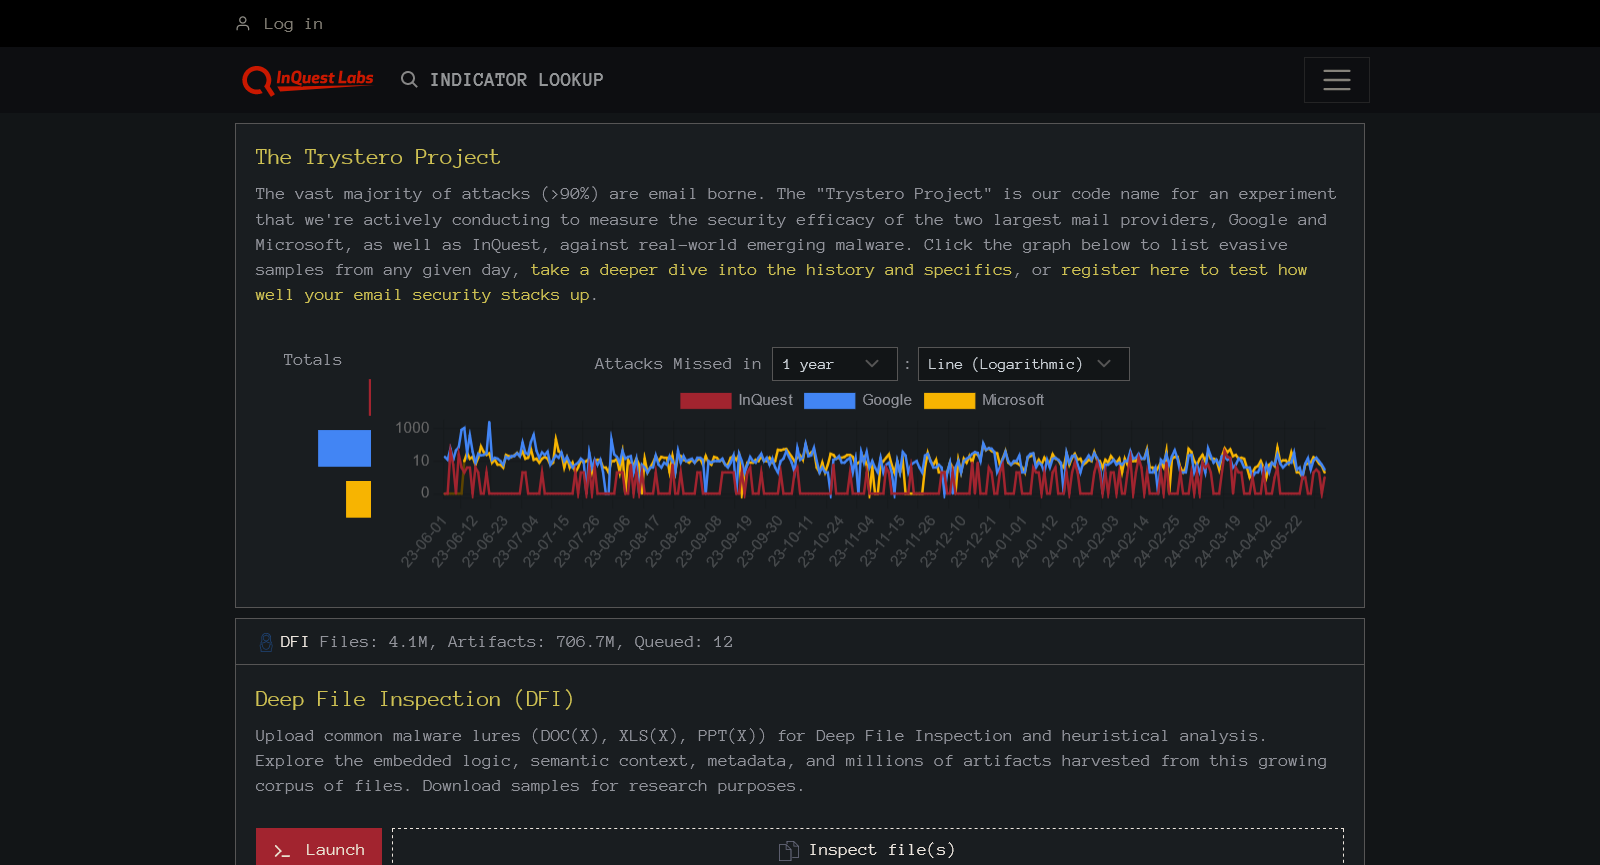 Log in
InQuest Labs
INDICATOR LOOKUP
The Trystero Project
The vast majority of attacks (>90%) are email borne. The "Trystero Project" is our code name for an experiment
that we're actively conducting to measure the security efficacy of the two largest mail providers, Google and
Microsoft, as well as InQuest, against real-world emerging malware. Click the graph below to list evasive
samples from any given day, take a deeper dive into the history and specifics, or register here to test how
well your email security stacks up.
Totals
Attacks Missed in 1 year : Line (Logarithmic)
InQuest Google Microsoft
1000
10
0
23-06-01 23-06-12 23-06-23 23-07-04 23-07-15 23-07-26 23-08-06 23-08-17 23-08-28 23-09-08 23-09-19 23-09-30 23-10-11 23-10-24 23-11-04 23-11-15 23-11-26 23-12-10 23-12-21 24-01-01 24-01-12 24-01-23 24-02-03 24-02-14 24-02-25 24-03-08 24-03-19 24-04-02 24-05-22
DFI Files: 4.1M, Artifacts: 706.7M, Queued: 12
Deep File Inspection (DFI)
Upload common malware lures (DOC(X), XLS(X), PPT(X)) for Deep File Inspection and heuristical analysis.
Explore the embedded logic, semantic context, metadata, and millions of artifacts harvested from this growing
corpus of files. Download samples for research purposes.
Launch
Inspect file(s)